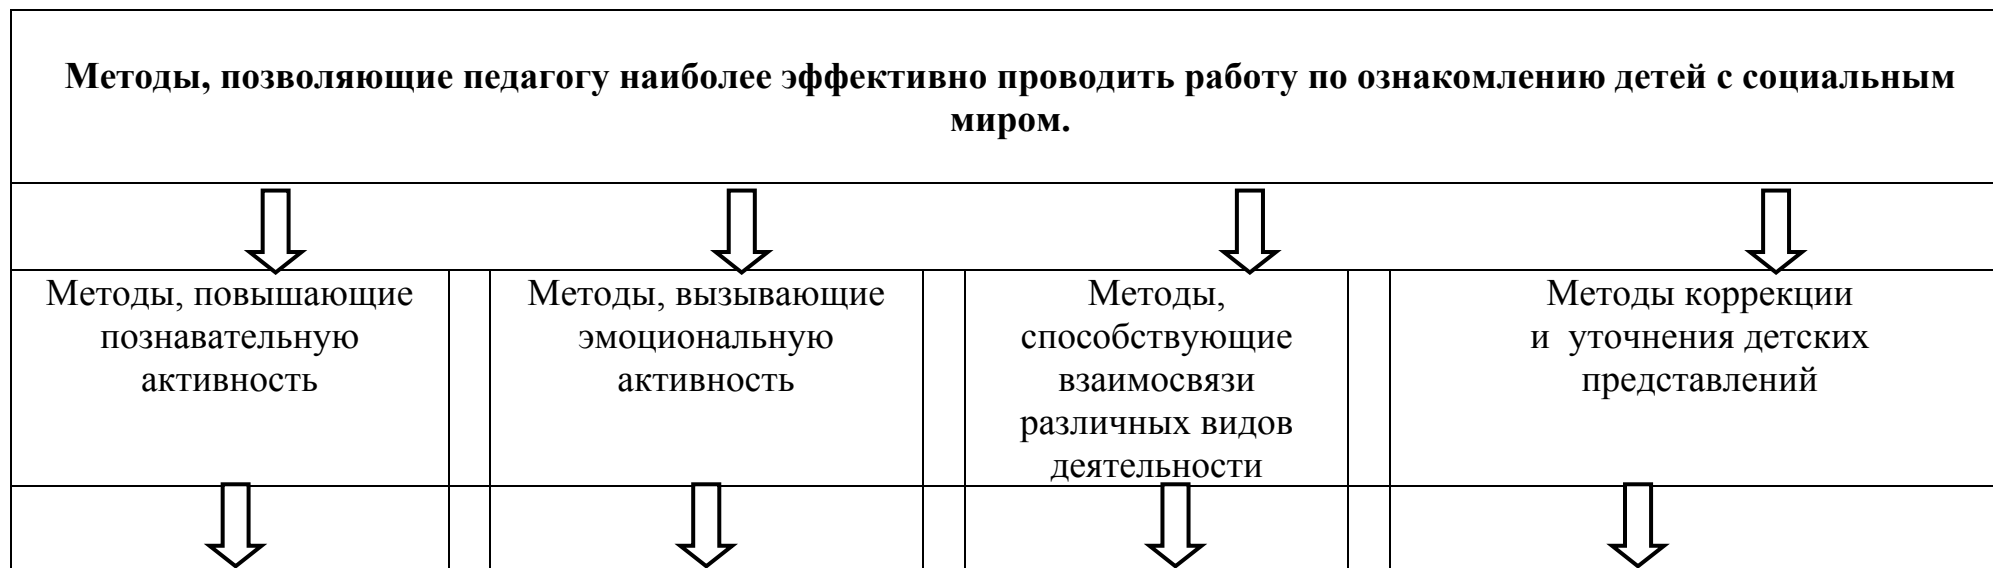 Методы, позволяющие педагогу наиболее эффективно проводить работу по ознакомлению детей с социальным
миром.
Методы, повышающие
познавательную
активность
Методы, вызывающие
эмоциональную
активность
Методы,
способствующие
взаимосвязи
различных видов
деятельности
Методы коррекции
и уточнения детских
представлений